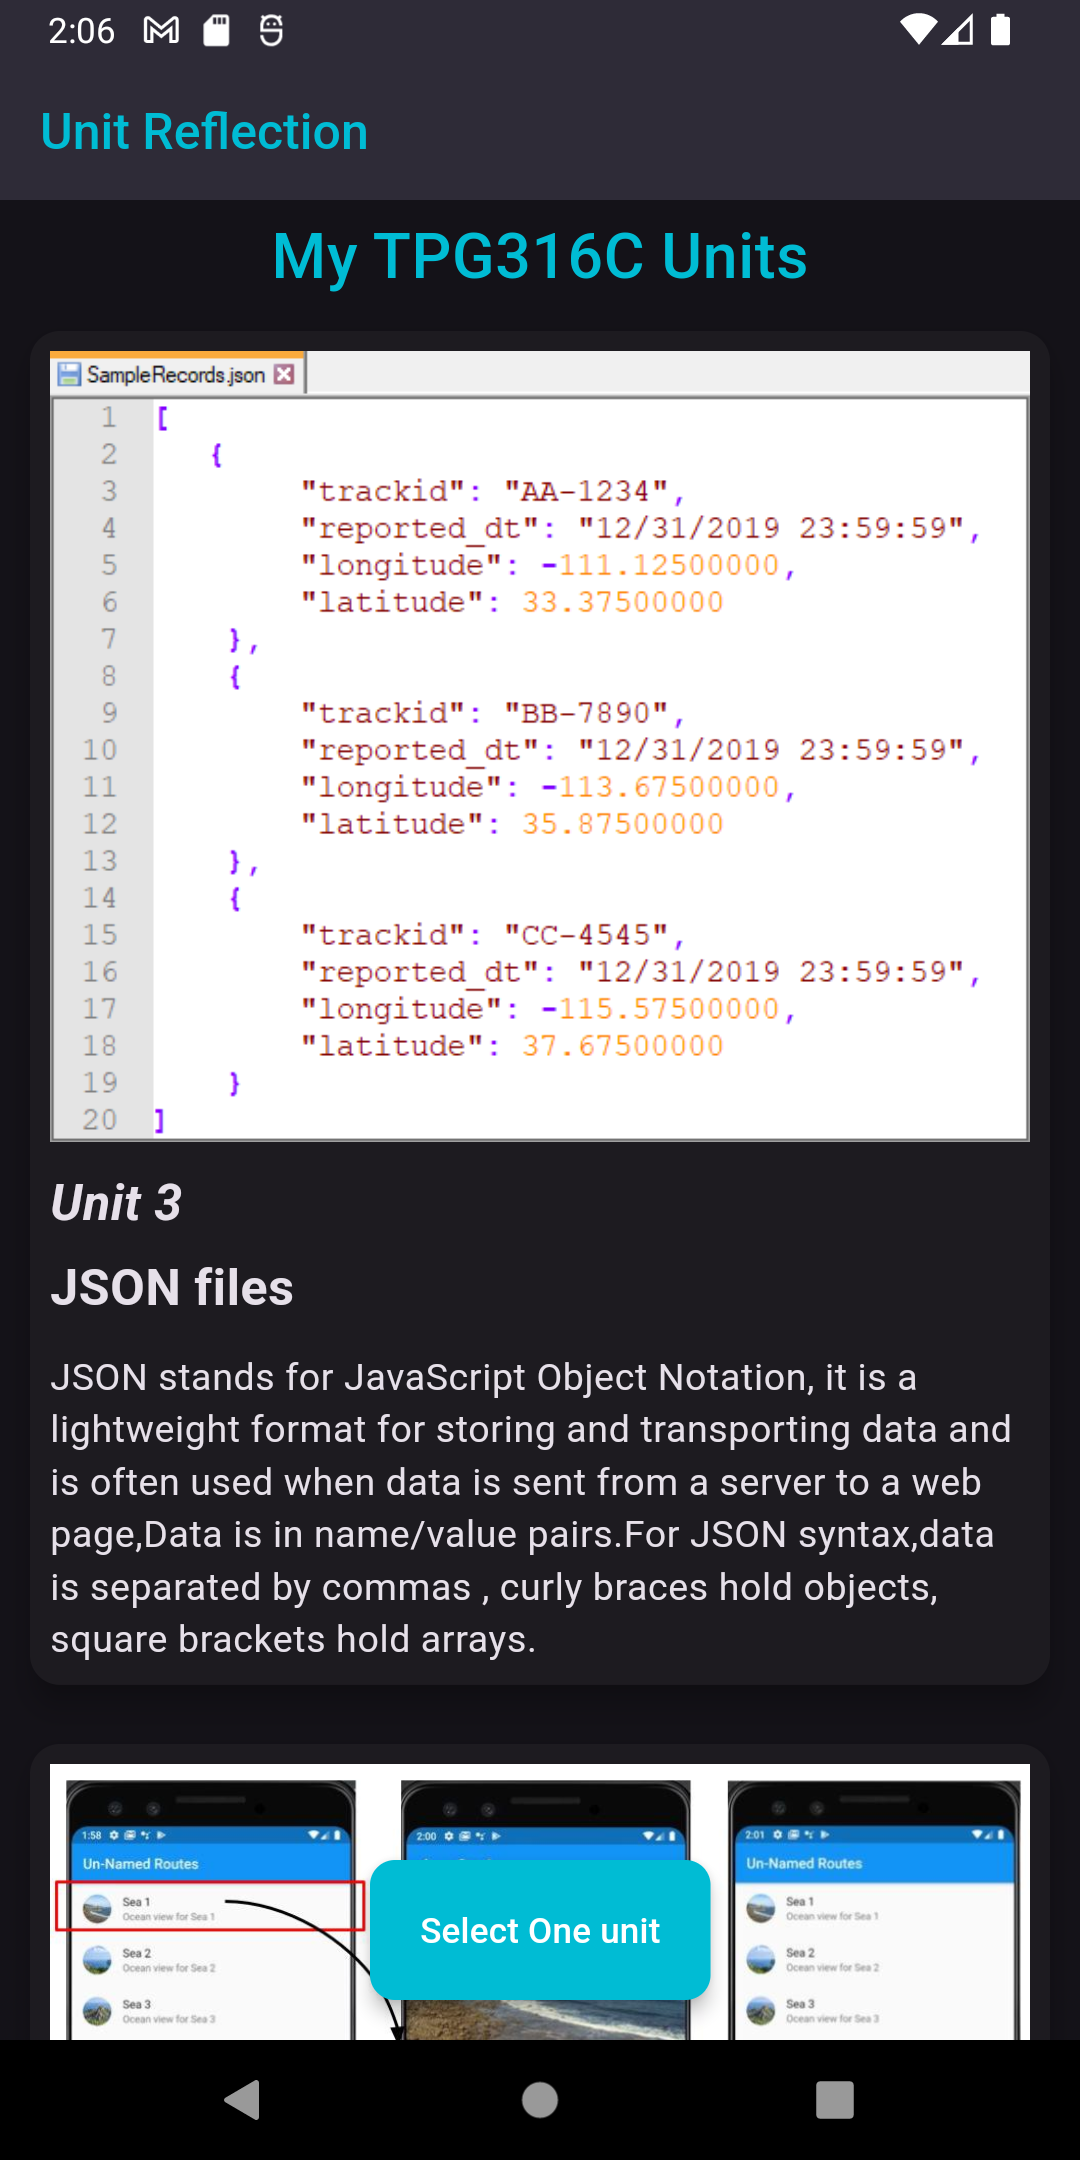 2:06
Unit Reflection
My TPG316C Units
SampleRecords.json
1 [
2 {
3 "trackid": "AA-1234",
4 "reported_dt": "12/31/2019 23:59:59",
5 "longitude": -111.12500000,
6 "latitude": 33.37500000
7 },
8 {
9 "trackid": "BB-7890",
10 "reported_dt": "12/31/2019 23:59:59",
11 "longitude": -113.67500000,
12 "latitude": 35.87500000
13 },
14 {
15 "trackid": "CC-4545",
16 "reported_dt": "12/31/2019 23:59:59",
17 "longitude": -115.57500000,
18 "latitude": 37.67500000
19 }
20 ]
Unit 3
JSON files
JSON stands for JavaScript Object Notation, it is a
lightweight format for storing and transporting data and
is often used when data is sent from a server to a web
page,Data is in name/value pairs.For JSON syntax,data
is separated by commas , curly braces hold objects,
square brackets hold arrays.
1:58
Un-Named Routes
Sea 1
Ocean view for Sea 1
Sea 2
Ocean view for Sea 2
Sea 3
Ocean view for Sea 3
2:00
Select One unit
2:01
Un-Named Routes
Sea 1
Ocean view for Sea 1
Sea 2
Ocean view for Sea 2
Sea 3
Ocean view for Sea 3